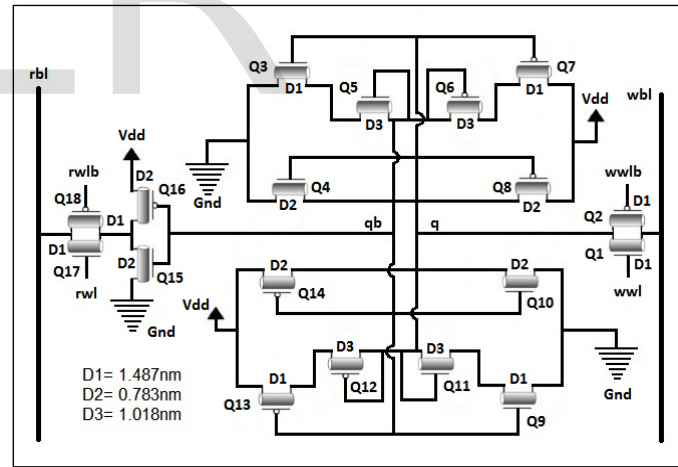 rbl
Q3
D1
Q5
D3
Q6
D3
Q7
D1
wbl
Vdd
Vdd
rwlb
D2
Q16
Q18
D1
D1
Q17
rwl
D2
Q15
Gnd
Gnd
Q4
D2
Q8
D2
qb
q
wwlb
D1
Q2
Q1
D1
wwl
Vdd
D2
Q14
D2
Q10
D3
Q12
D3
Q11
D1
Q13
D1
Q9
Gnd
D1= 1.487nm
D2= 0.783nm
D3= 1.018nm